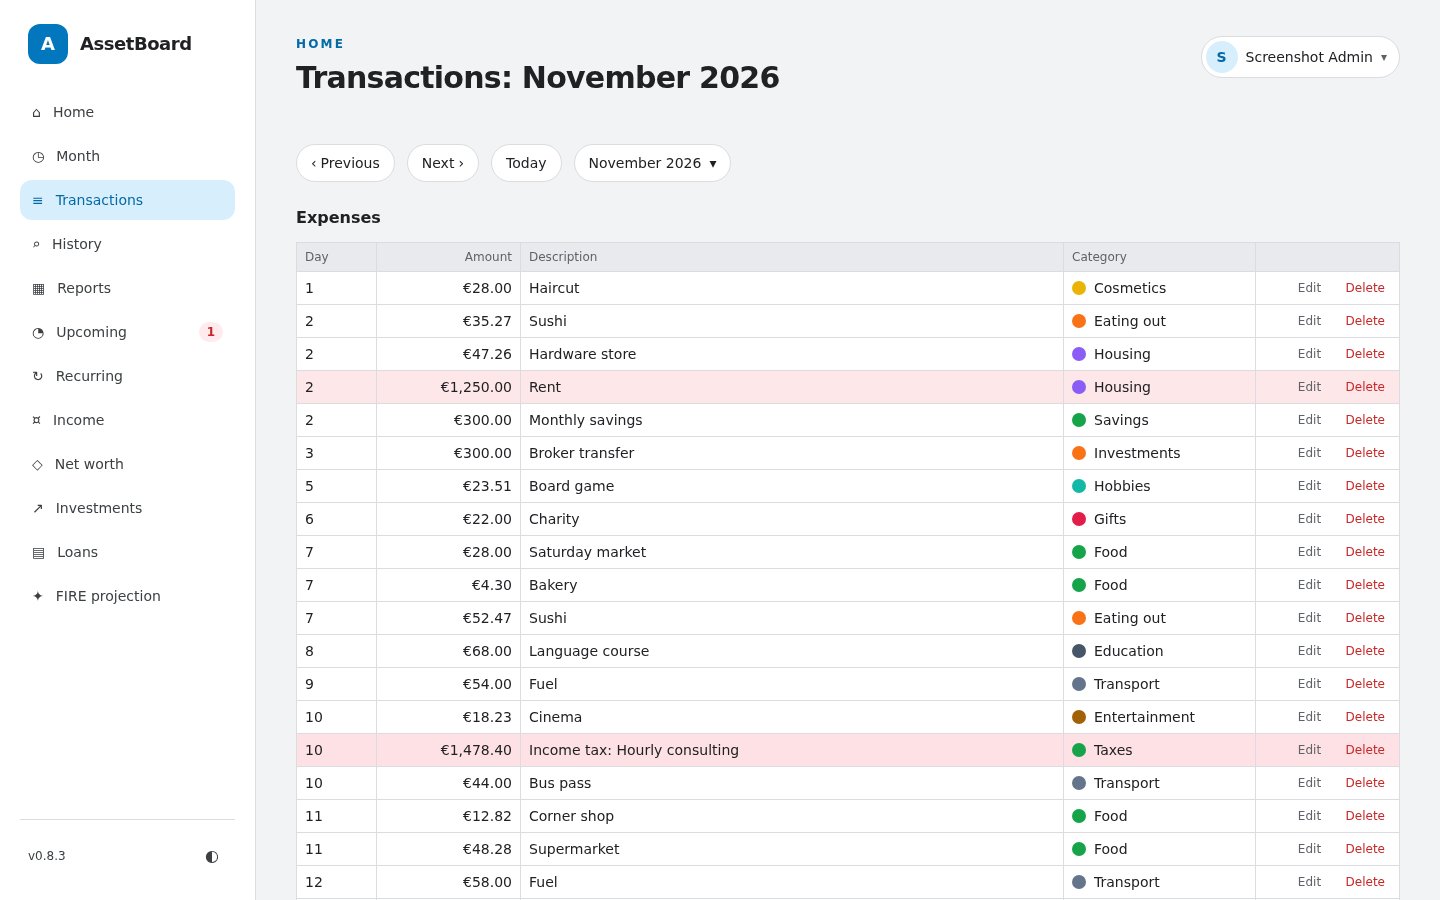 A AssetBoard
Home
Month
Transactions
History
Reports
Upcoming 1
Recurring
Income
Net worth
Investments
Loans
FIRE projection
v0.8.3
HOME
Transactions: November 2026
S Screenshot Admin ▾
‹ Previous Next › Today November 2026 ▾
Expenses
Day Amount Description Category
1 €28.00 Haircut Cosmetics Edit Delete
2 €35.27 Sushi Eating out Edit Delete
2 €47.26 Hardware store Housing Edit Delete
2 €1,250.00 Rent Housing Edit Delete
2 €300.00 Monthly savings Savings Edit Delete
3 €300.00 Broker transfer Investments Edit Delete
5 €23.51 Board game Hobbies Edit Delete
6 €22.00 Charity Gifts Edit Delete
7 €28.00 Saturday market Food Edit Delete
7 €4.30 Bakery Food Edit Delete
7 €52.47 Sushi Eating out Edit Delete
8 €68.00 Language course Education Edit Delete
9 €54.00 Fuel Transport Edit Delete
10 €18.23 Cinema Entertainment Edit Delete
10 €1,478.40 Income tax: Hourly consulting Taxes Edit Delete
10 €44.00 Bus pass Transport Edit Delete
11 €12.82 Corner shop Food Edit Delete
11 €48.28 Supermarket Food Edit Delete
12 €58.00 Fuel Transport Edit Delete